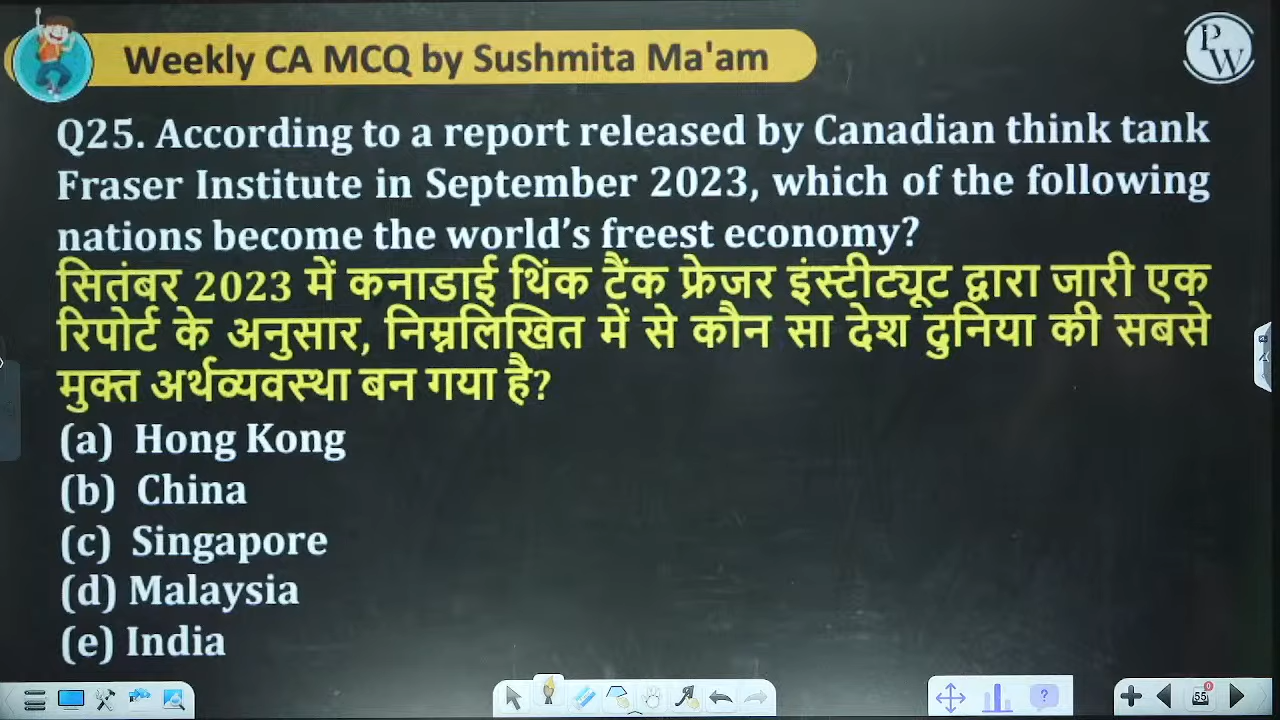 Weekly CA MCQ by Sushmita Ma'am
PW
Q25. According to a report released by Canadian think tank
Fraser Institute in September 2023, which of the following
nations become the world's freest economy?
सितंबर 2023 में कनाडाई थिंक टैंक फ्रेजर इंस्टीट्यूट द्वारा जारी एक
रिपोर्ट के अनुसार, निम्नलिखित में से कौन सा देश दुनिया की सबसे
मुक्त अर्थव्यवस्था बन गया है?
(a) Hong Kong
(b) China
(c) Singapore
(d) Malaysia
(e) India
55
0